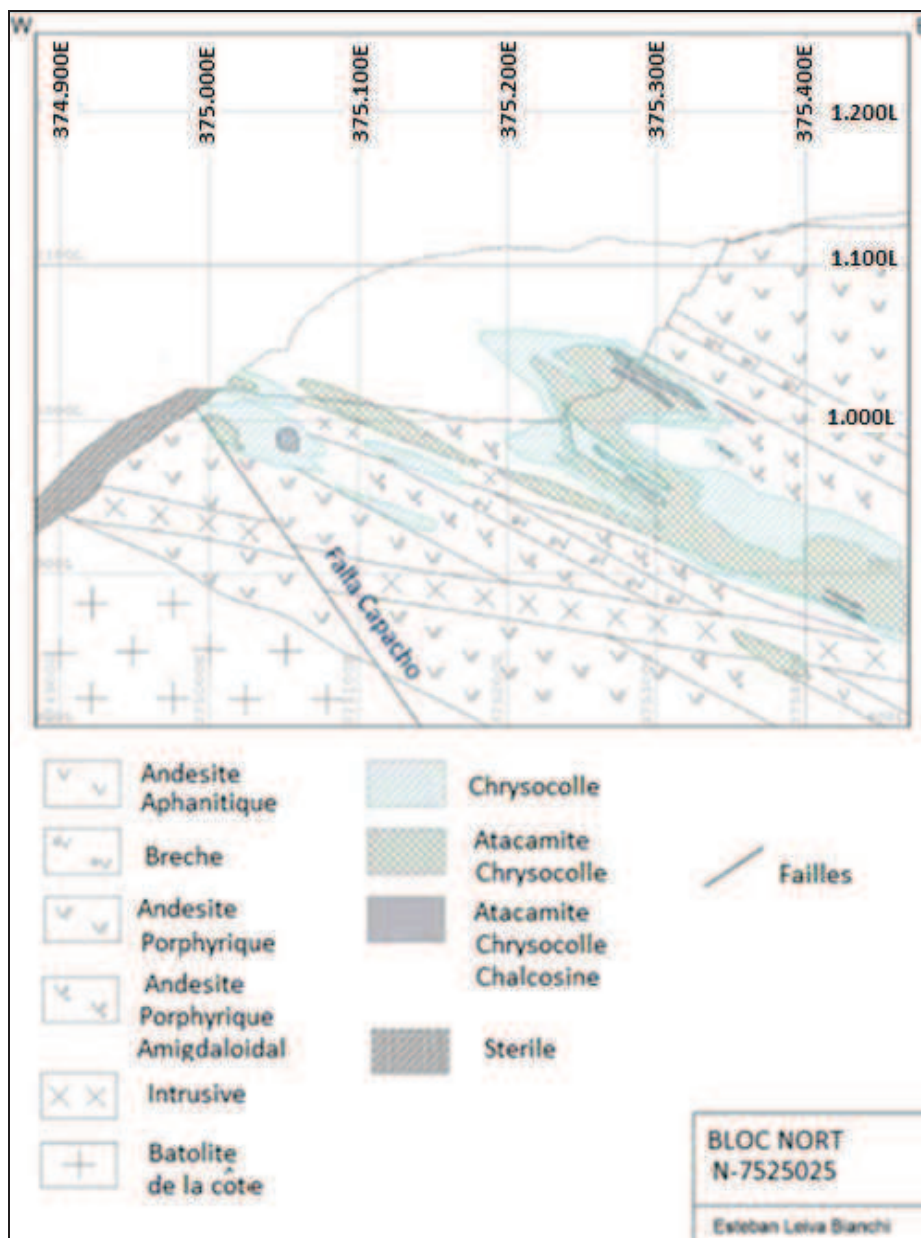 W
374.900E
375.000E
375.100E
375.200E
375.300E
375.400E
1.200L
1.100L
1.000L
Falla Capacho
Andesite
Aphanitique
Breche
Andesite
Porphyrique
Andesite
Porphyrique
Amigdaloidal
Intrusive
Batolite
de la côte
Chrysocolle
Atacamite
Chrysocolle
Atacamite
Chrysocolle
Chalcosine
Sterile
Failles
BLOC NORT
N-7525025
Esteban Leiva Bianchi